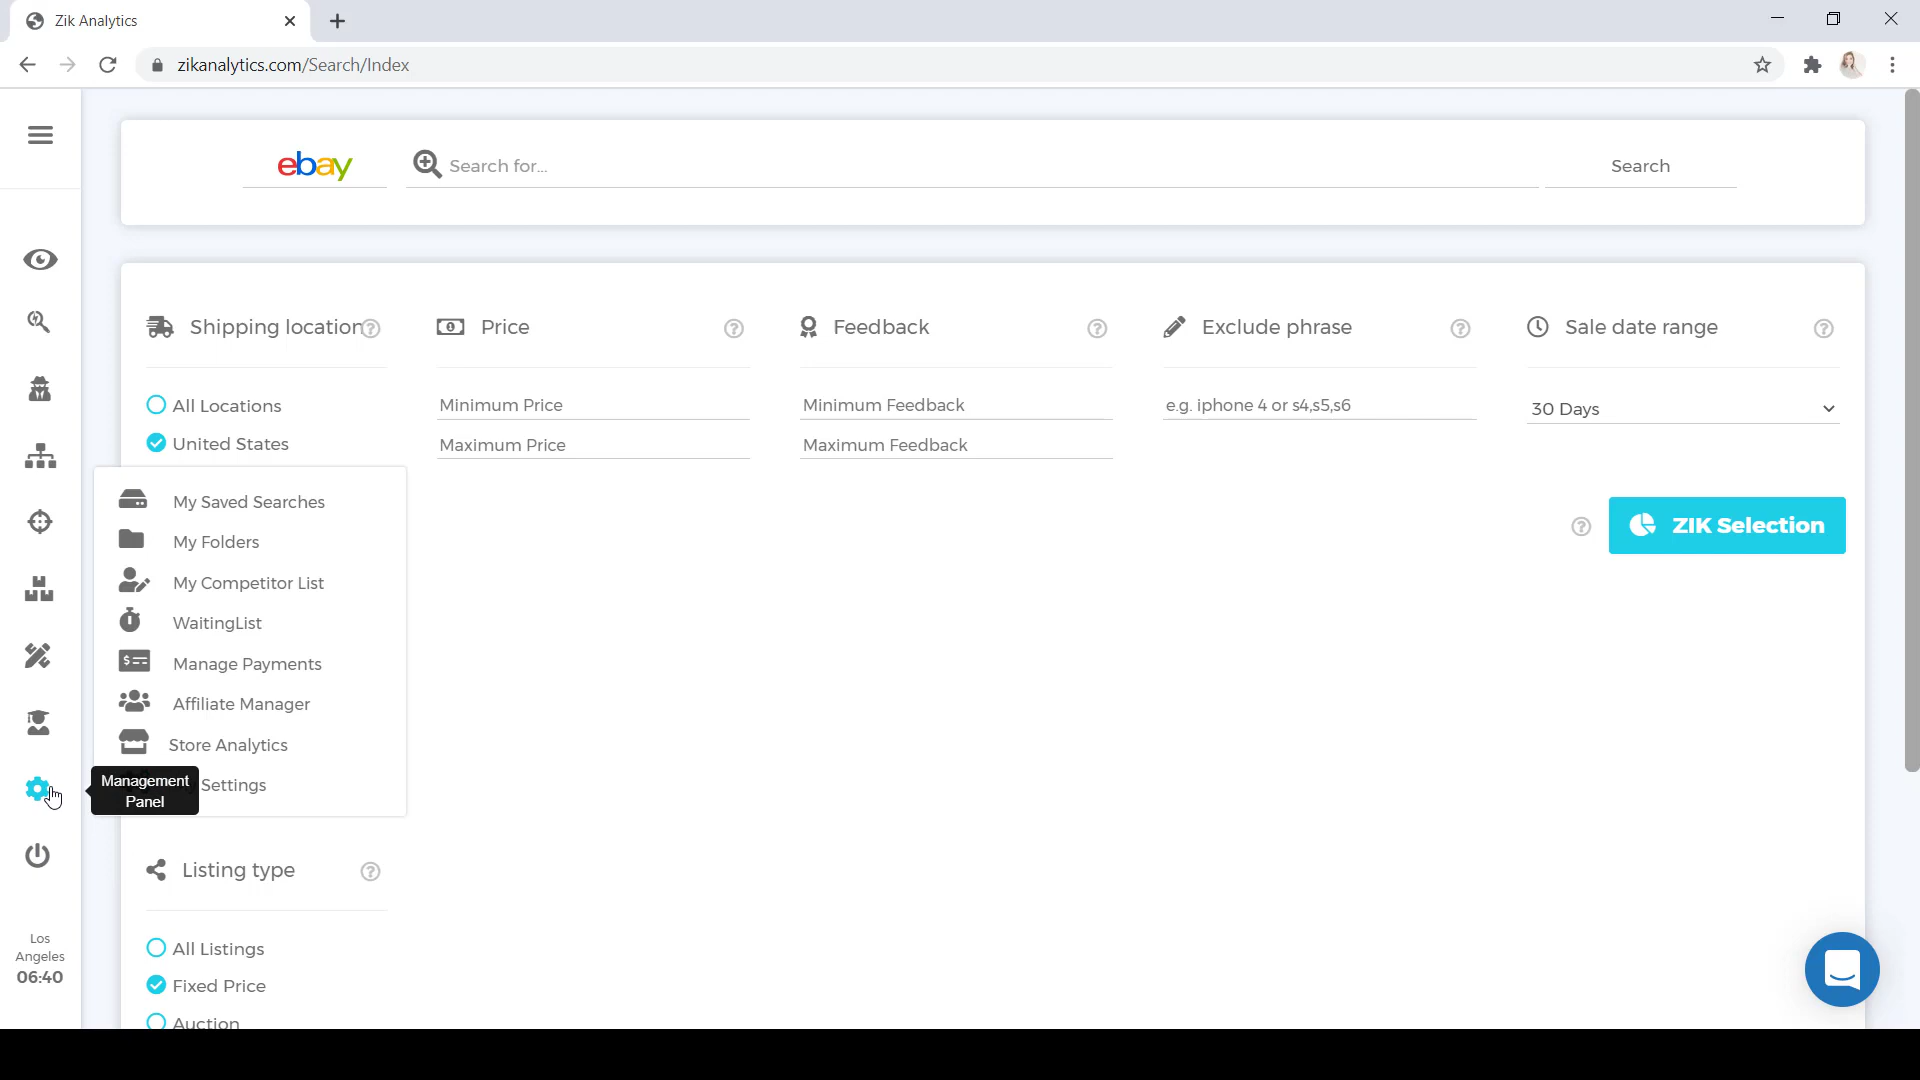 Zik Analytics
zikanalytics.com/Search/Index
ebay
Search for...
Search
Shipping location
Price
Feedback
Exclude phrase
Sale date range
All Locations
United States
Minimum Price
Maximum Price
Minimum Feedback
Maximum Feedback
e.g. iphone 4 or s4,s5,s6
30 Days
ZIK Selection
My Saved Searches
My Folders
My Competitor List
WaitingList
Manage Payments
Affiliate Manager
Store Analytics
Settings
Management
Panel
Listing type
All Listings
Fixed Price
Auction
Los
Angeles
06:40